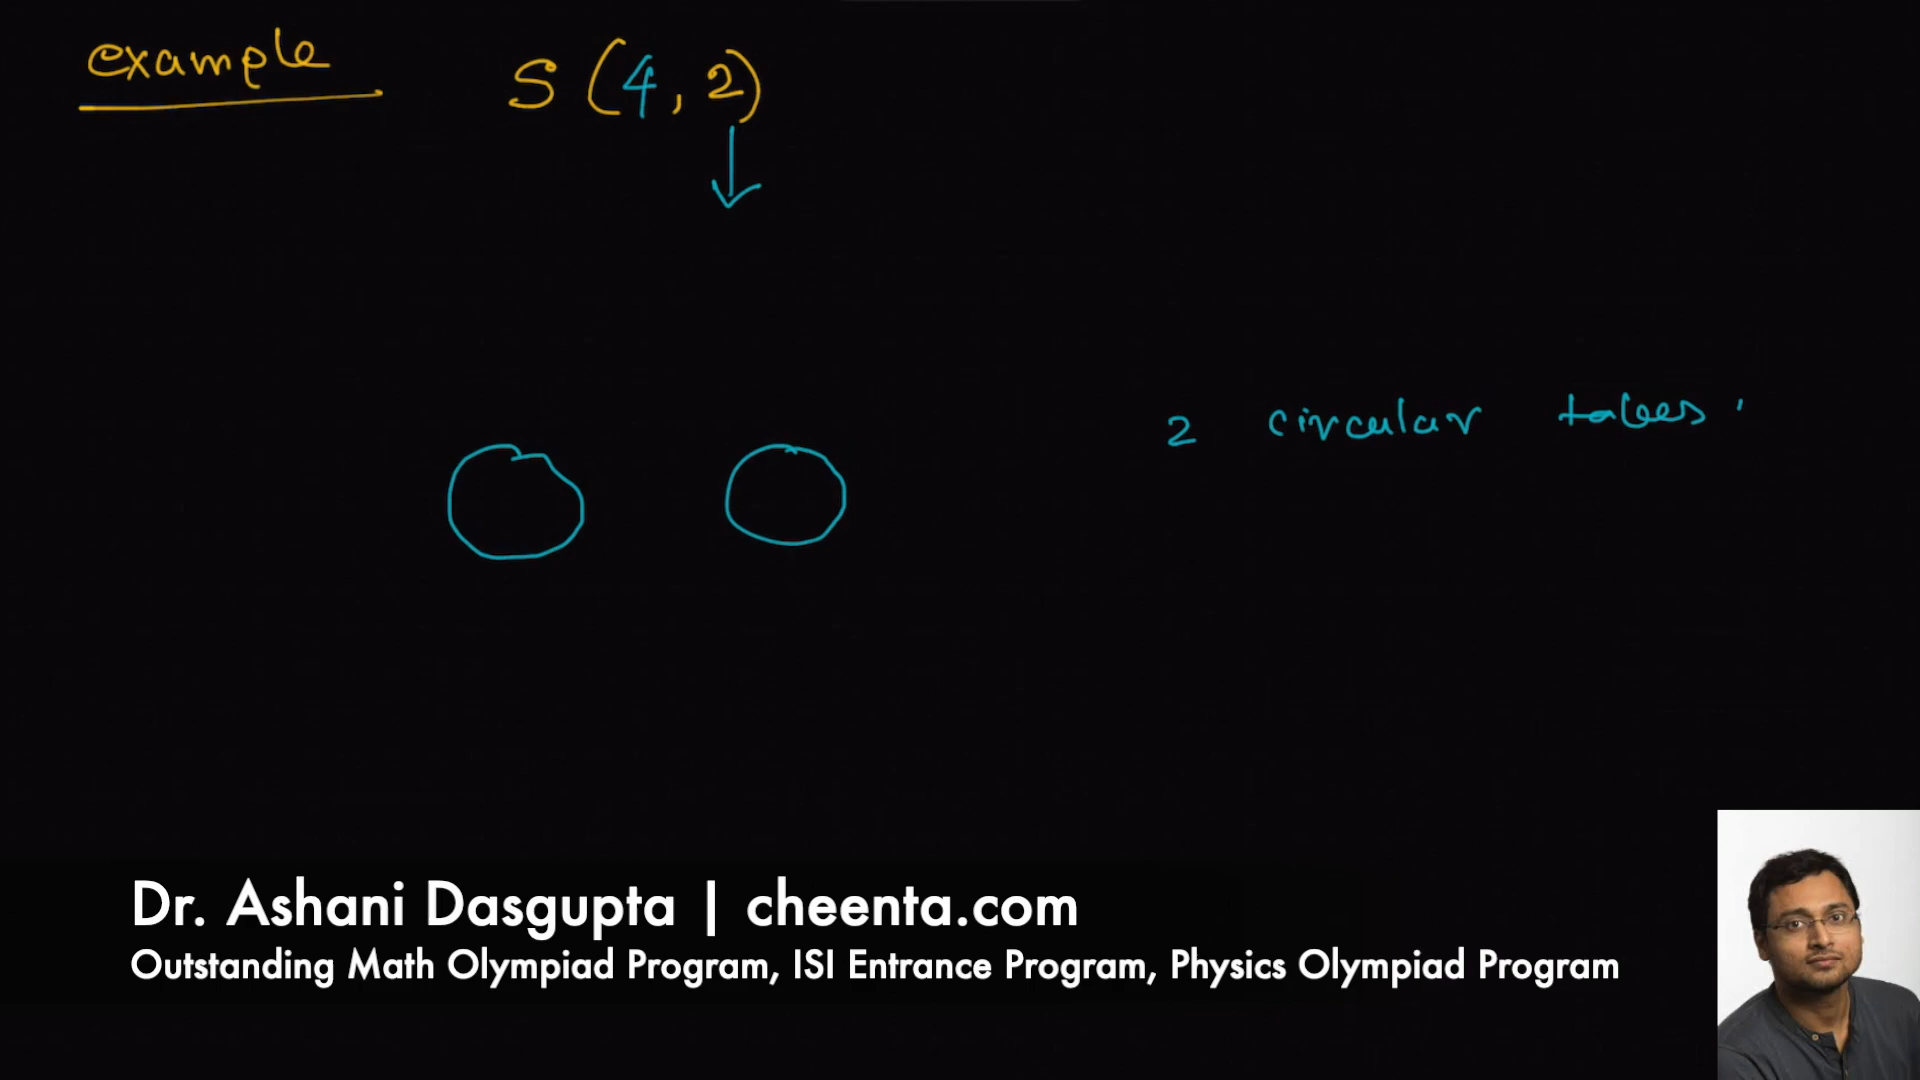 example S (4, 2)
2 circular tables.
Dr. Ashani Dasgupta | cheenta.com
Outstanding Math Olympiad Program, ISI Entrance Program, Physics Olympiad Program